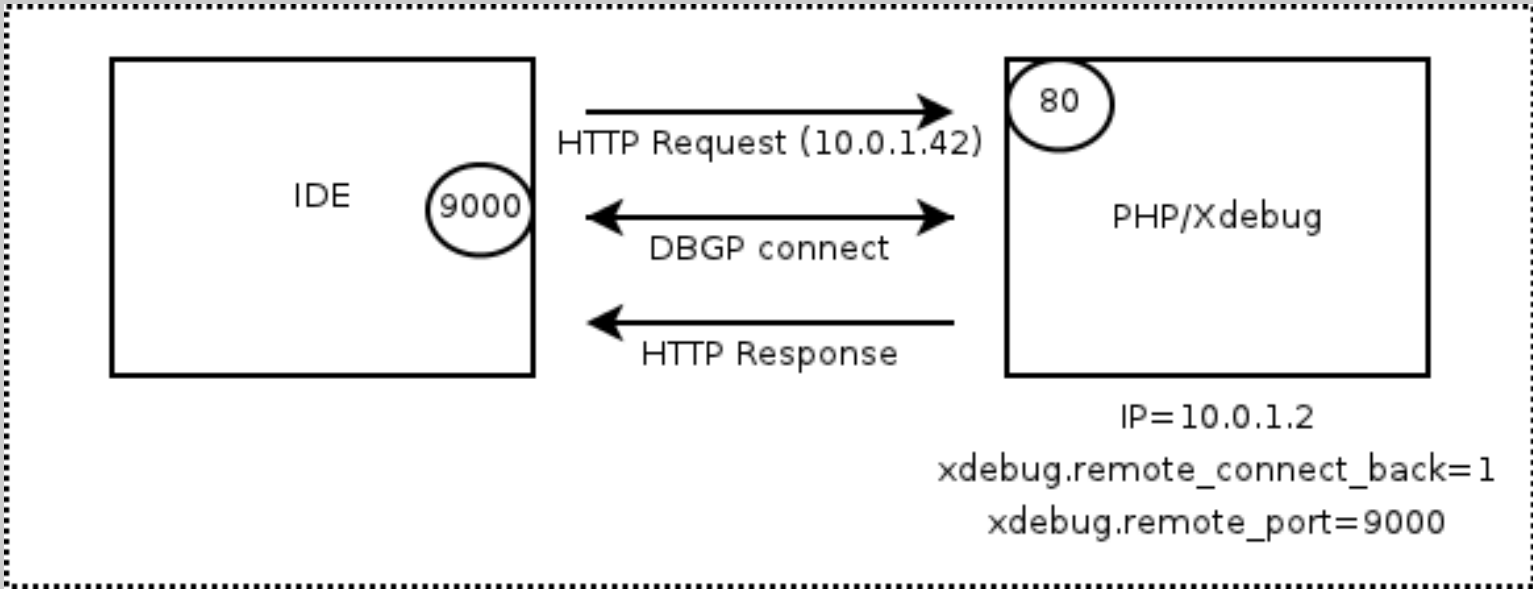 80
HTTP Request (10.0.1.42)
IDE
9000
PHP/Xdebug
DBGP connect
HTTP Response
IP=10.0.1.2
xdebug.remote_connect_back=1
xdebug.remote_port=9000